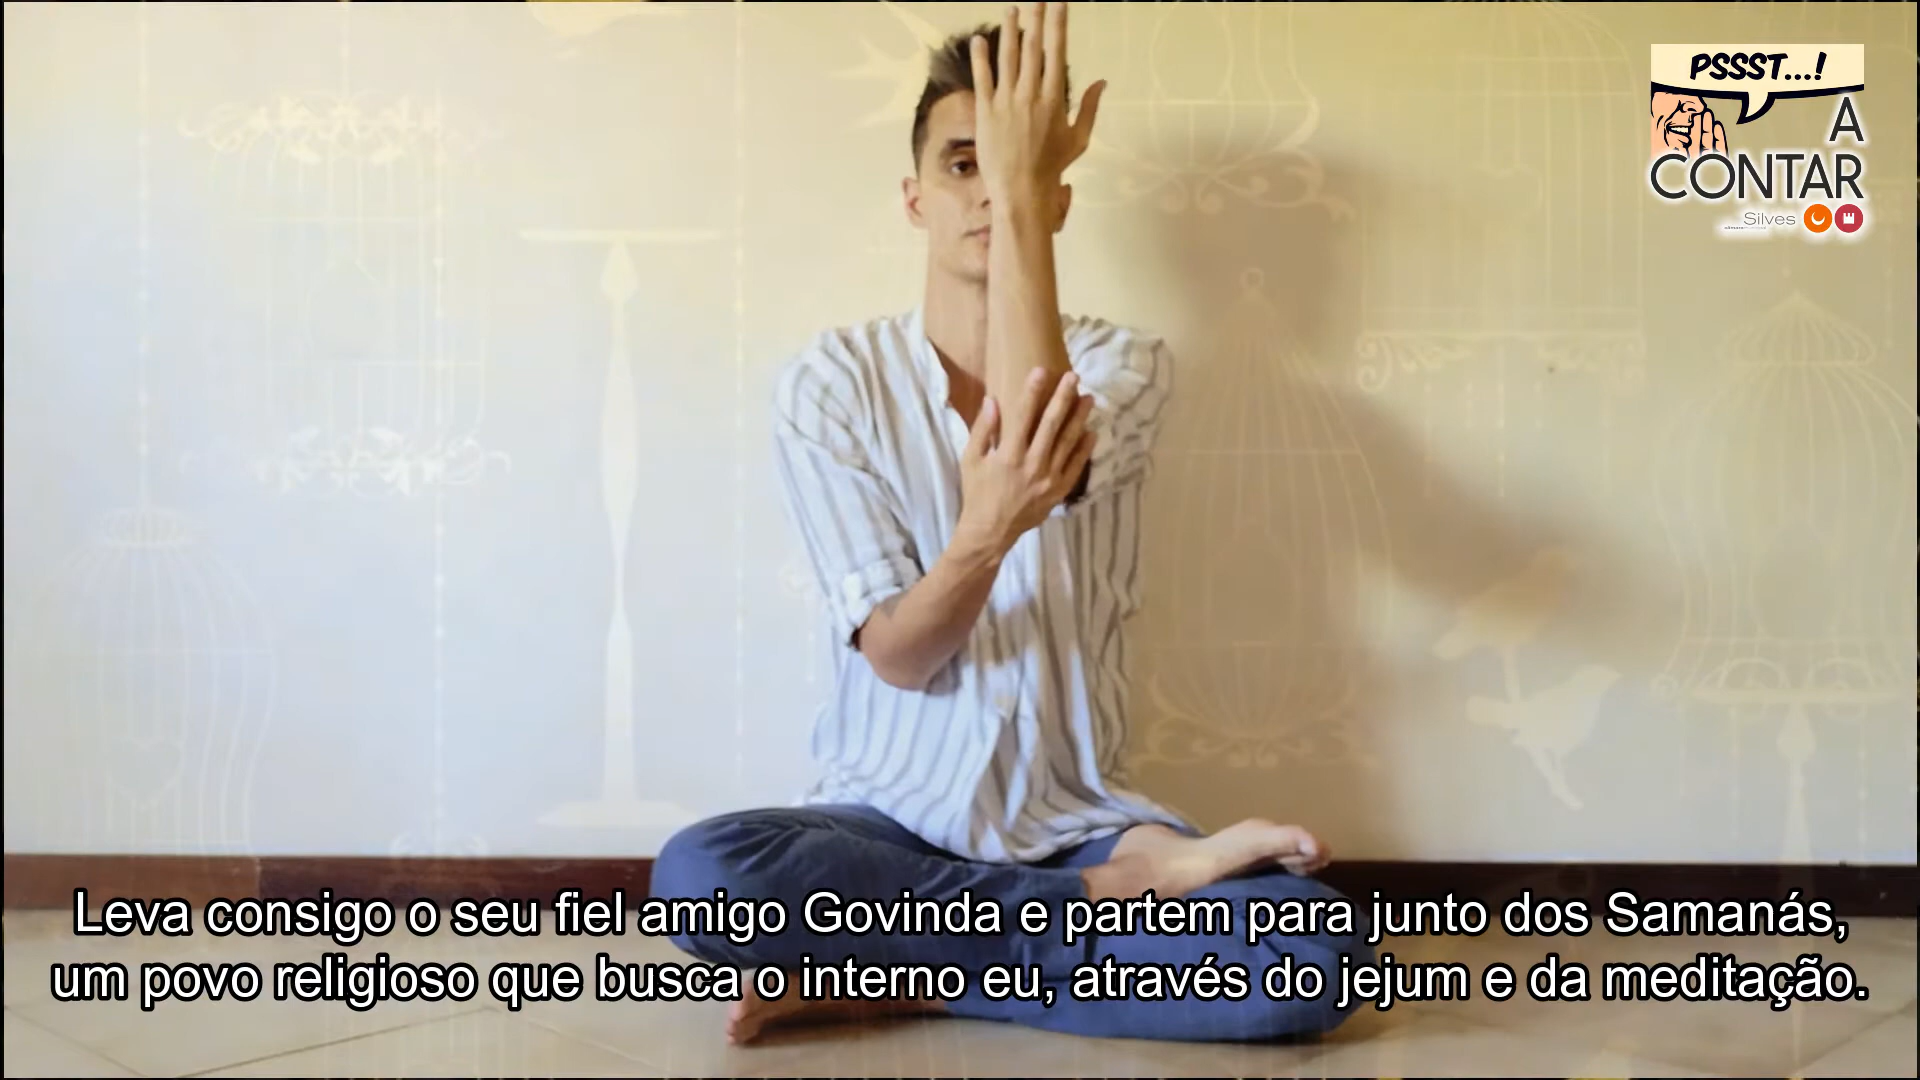 PSSST...!
A
CONTAR
Silves
Leva consigo o seu fiel amigo Govinda e partem para junto dos Samanás,
um povo religioso que busca o interno eu, através do jejum e da meditação.